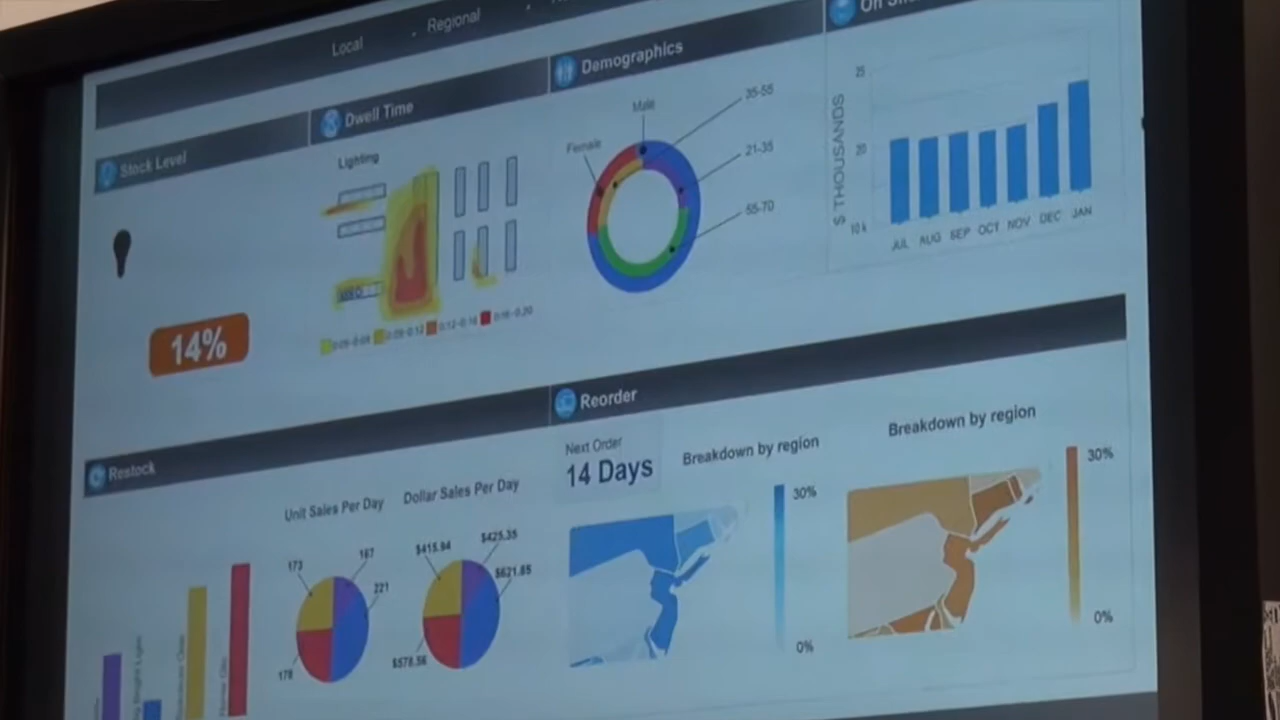 Local
Regional
Stock Level
14%
Dwell Time
Lighting
Demographics
Female
Male
35-55
21-35
55-70
On
$ THOUSANDS
25
20
10k
JUL AUG SEP OCT NOV DEC JAN
Restock
Unit Sales Per Day
173
167
221
178
Dollar Sales Per Day
$415.94
$425.35
$621.65
$578.56
Reorder
Next Order
14 Days
Breakdown by region
30%
0%
Breakdown by region
30%
0%